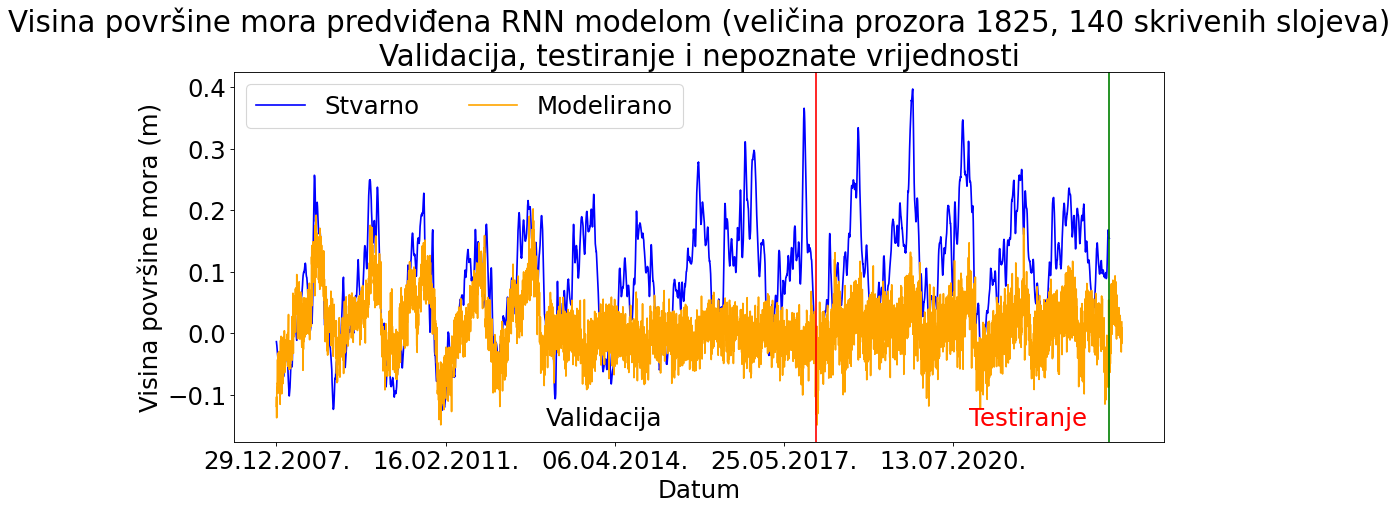 Visina površine mora predviđena RNN modelom (veličina prozora 1825, 140 skrivenih slojeva)
Validacija, testiranje i nepoznate vrijednosti
Stvarno
Modelirano
Visina površine mora (m)
0.4
0.3
0.2
0.1
0.0
−0.1
Validacija
Testiranje
29.12.2007.
16.02.2011.
06.04.2014.
25.05.2017.
13.07.2020.
Datum